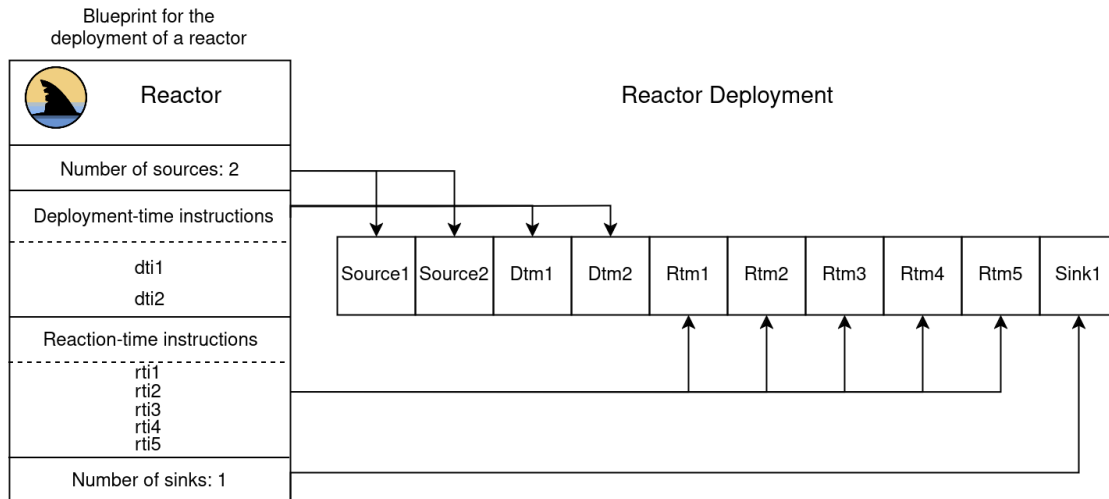 Blueprint for the
deployment of a reactor
Reactor
Reactor Deployment
Number of sources: 2
Deployment-time instructions
dti1
dti2
Source1 Source2 Dtm1 Dtm2 Rtm1 Rtm2 Rtm3 Rtm4 Rtm5 Sink1
Reaction-time instructions
rti1
rti2
rti3
rti4
rti5
Number of sinks: 1